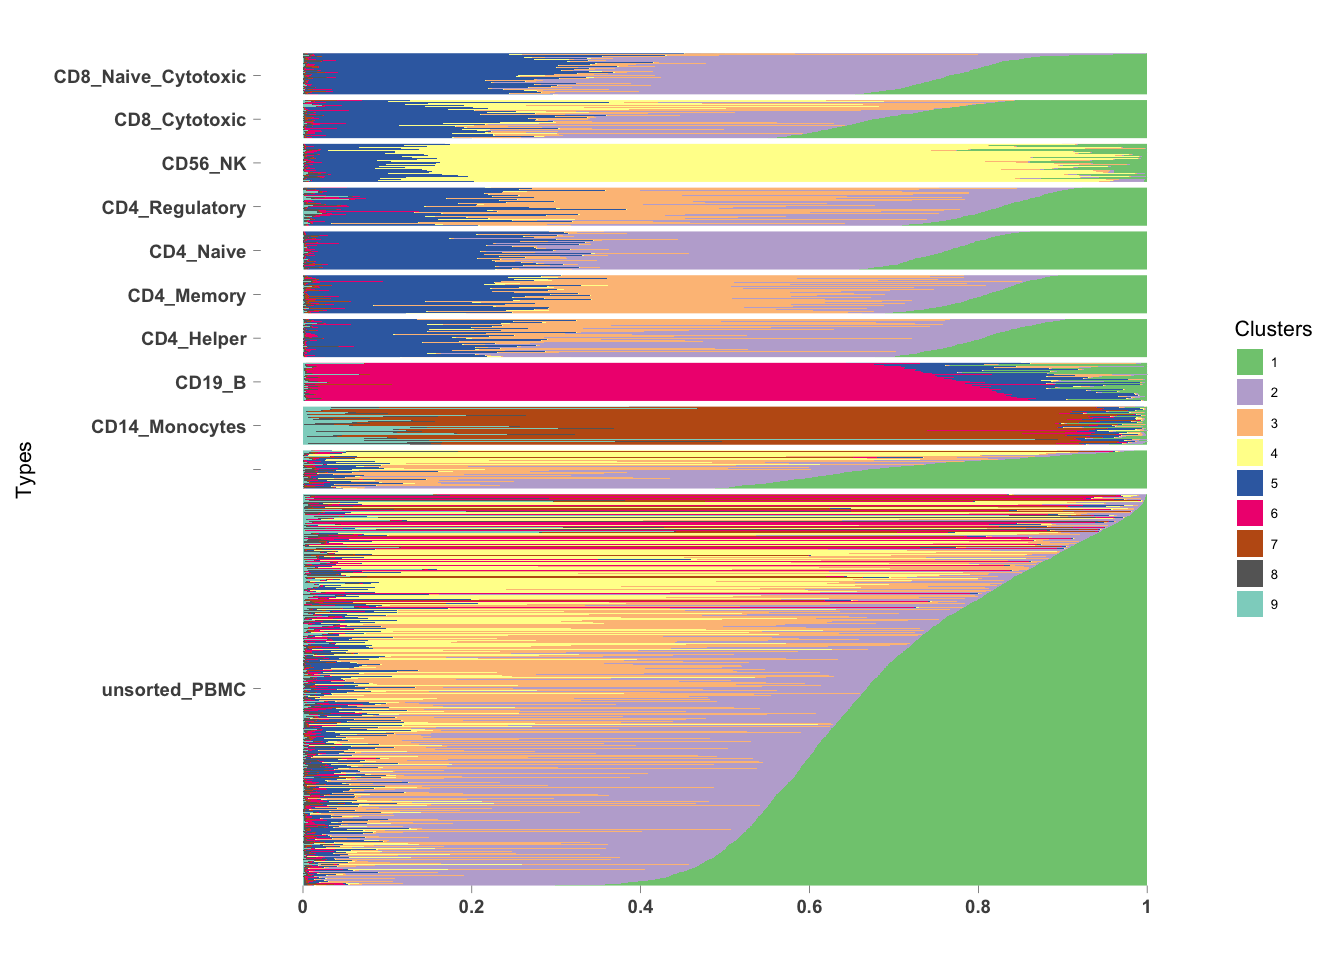 CD8_Naive_Cytotoxic
CD8_Cytotoxic
CD56_NK
CD4_Regulatory
CD4_Naive
CD4_Memory
CD4_Helper
CD19_B
CD14_Monocytes
unsorted_PBMC
Types
0 0.2 0.4 0.6 0.8 1
Clusters
1
2
3
4
5
6
7
8
9